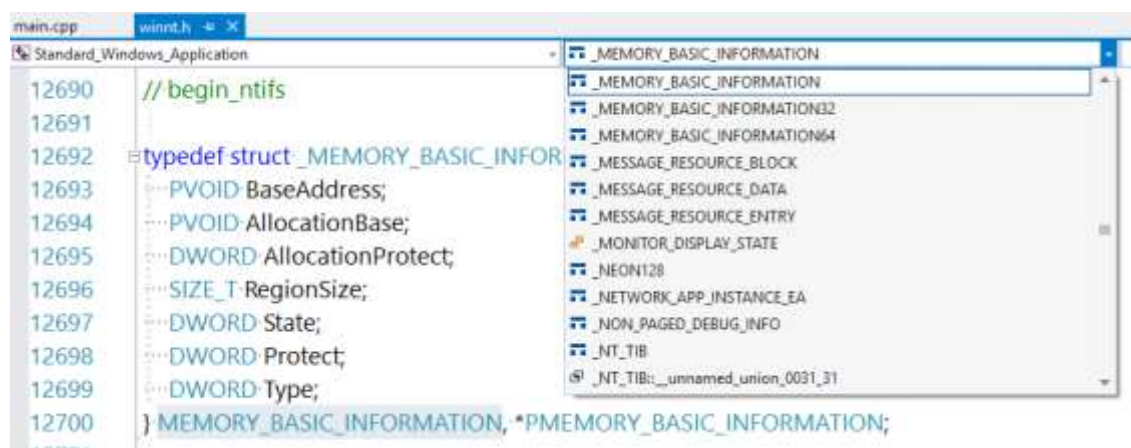 main.cpp winnt.h
Standard_Windows_Application _MEMORY_BASIC_INFORMATION
12690 // begin_ntifs
12691
12692 typedef struct _MEMORY_BASIC_INFOR
12693 PVOID BaseAddress;
12694 PVOID AllocationBase;
12695 DWORD AllocationProtect;
12696 SIZE_T RegionSize;
12697 DWORD State;
12698 DWORD Protect;
12699 DWORD Type;
12700 } MEMORY_BASIC_INFORMATION, *PMEMORY_BASIC_INFORMATION;
_MEMORY_BASIC_INFORMATION
_MEMORY_BASIC_INFORMATION32
_MEMORY_BASIC_INFORMATION64
_MESSAGE_RESOURCE_BLOCK
_MESSAGE_RESOURCE_DATA
_MESSAGE_RESOURCE_ENTRY
_MONITOR_DISPLAY_STATE
_NEON128
_NETWORK_APP_INSTANCE_EA
_NON_PAGED_DEBUG_INFO
_NT_TIB
_NT_TIB::__unnamed_union_0031_31